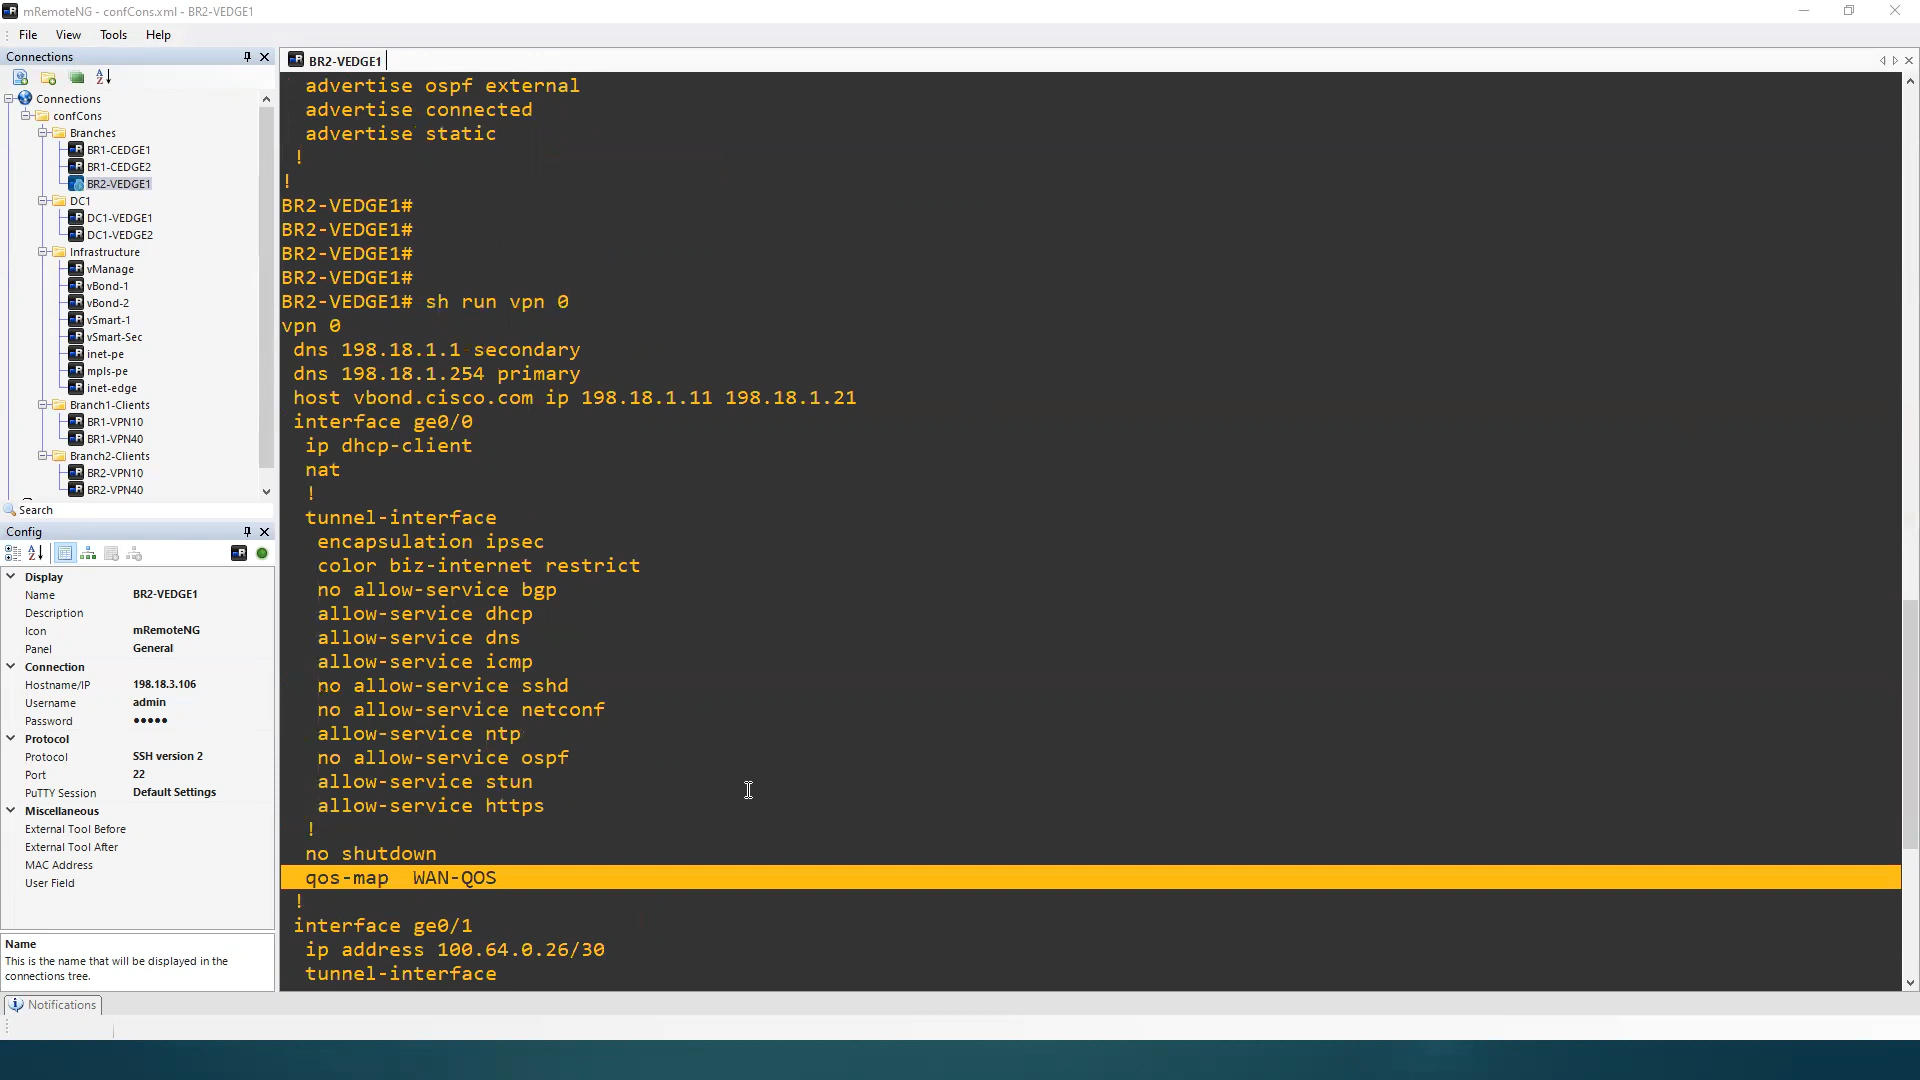 mRemoteNG - confCons.xml - BR2-VEDGE1
File View Tools Help
Connections
Connections
confCons
Branches
BR1-CEDGE1
BR1-CEDGE2
BR2-VEDGE1
DC1
DC1-VEDGE1
DC1-VEDGE2
Infrastructure
vManage
vBond-1
vBond-2
vSmart-1
vSmart-Sec
inet-pe
mpls-pe
inet-edge
Branch1-Clients
BR1-VPN10
BR1-VPN40
Branch2-Clients
BR2-VPN10
BR2-VPN40
Search
Config
Display
Name BR2-VEDGE1
Description
Icon mRemoteNG
Panel General
Connection
Hostname/IP 198.18.3.106
Username admin
Password •••••
Protocol
Protocol SSH version 2
Port 22
PuTTY Session Default Settings
Miscellaneous
External Tool Before
External Tool After
MAC Address
User Field
Name
This is the name that will be displayed in the
connections tree.
Notifications
BR2-VEDGE1
advertise ospf external
advertise connected
advertise static
!
!
BR2-VEDGE1#
BR2-VEDGE1#
BR2-VEDGE1#
BR2-VEDGE1#
BR2-VEDGE1# sh run vpn 0
vpn 0
dns 198.18.1.1 secondary
dns 198.18.1.254 primary
host vbond.cisco.com ip 198.18.1.11 198.18.1.21
interface ge0/0
ip dhcp-client
nat
!
tunnel-interface
encapsulation ipsec
color biz-internet restrict
no allow-service bgp
allow-service dhcp
allow-service dns
allow-service icmp
no allow-service sshd
no allow-service netconf
allow-service ntp
no allow-service ospf
allow-service stun
allow-service https
!
no shutdown
qos-map WAN-QOS
!
interface ge0/1
ip address 100.64.0.26/30
tunnel-interface